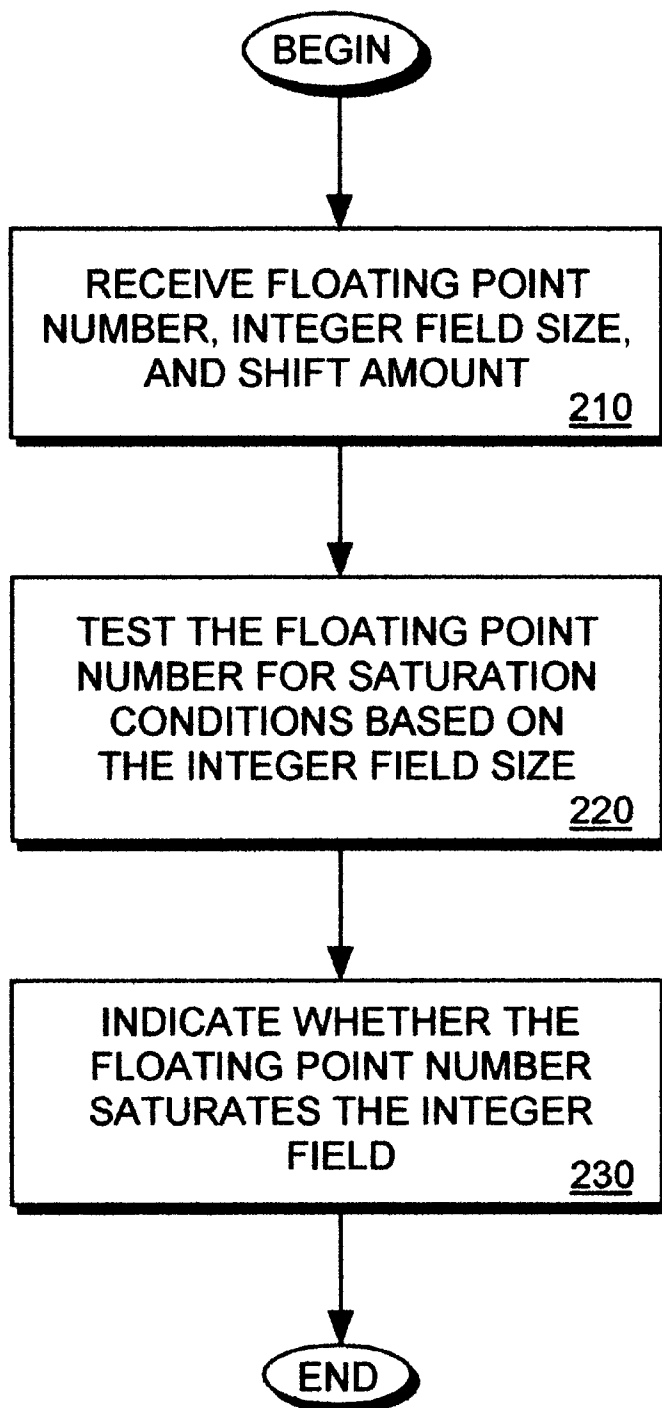 BEGIN
RECEIVE FLOATING POINT
NUMBER, INTEGER FIELD SIZE,
AND SHIFT AMOUNT
210
TEST THE FLOATING POINT
NUMBER FOR SATURATION
CONDITIONS BASED ON
THE INTEGER FIELD SIZE
220
INDICATE WHETHER THE
FLOATING POINT NUMBER
SATURATES THE INTEGER
FIELD
230
END